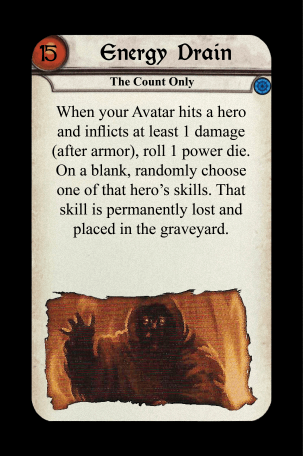 15 Energy Drain
The Count Only
When your Avatar hits a hero
and inflicts at least 1 damage
(after armor), roll 1 power die.
On a blank, randomly choose
one of that hero’s skills. That
skill is permanently lost and
placed in the graveyard.